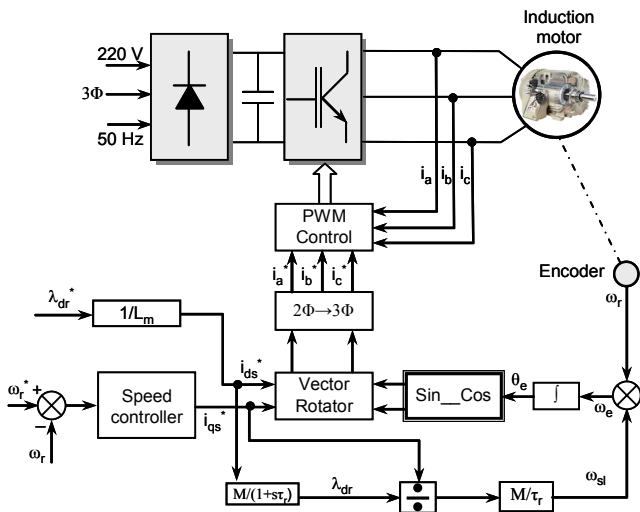 Induction
motor
220 V
3Φ
50 Hz
i_a i_b i_c
PWM
Control
i_a* i_b* i_c*
Encoder
ω_r
λ_dr*
1/L_m
2Φ→3Φ
i_ds*
ω_r* +
−
ω_r
Speed
controller
i_qs*
Vector
Rotator
Sin__Cos
θ_e
∫
ω_e
M/(1+sτ_r)
λ_dr
÷
M/τ_r
ω_sl